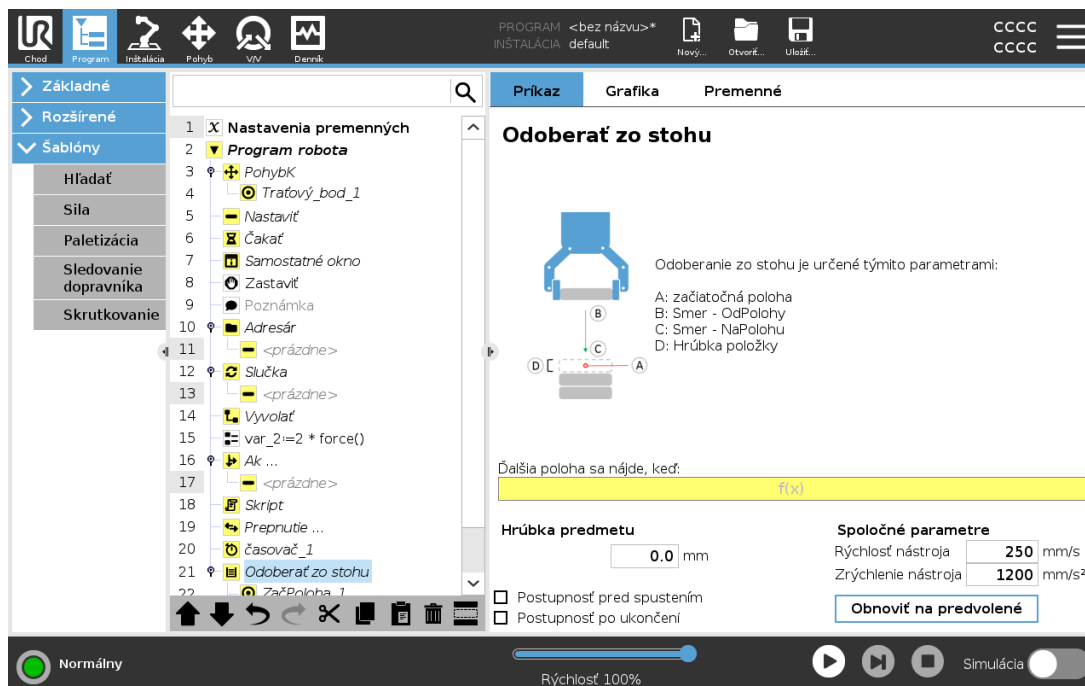 PROGRAM <bez názvu>*
INŠTALÁCIA default
Chod Program Inštalácia Pohyb V/V Denník
Nový... Otvoriť... Uložiť...
CCCC
CCCC
Základné
Rozšírené
Šablóny
Hľadať
Sila
Paletizácia
Sledovanie
dopravníka
Skrutkovanie
1 Nastavenia premenných
2 Program robota
3 PohybK
4 Traťový_bod_1
5 Nastaviť
6 Čakať
7 Samostatné okno
8 Zastaviť
9 Poznámka
10 Adresár
11 <prázdne>
12 Slučka
13 <prázdne>
14 Vyvolať
15 var_2:=2 * force()
16 Ak ...
17 <prázdne>
18 Skript
19 Prepnutie ...
20 časovač_1
21 Odoberať zo stohu
22 ZačPoloha_1
Príkaz Grafika Premenné
Odoberať zo stohu
Odoberanie zo stohu je určené týmito parametrami:
A: začiatočná poloha
B: Smer - OdPolohy
C: Smer - NaPolohu
D: Hrúbka položky
B
C
D
A
Ďalšia poloha sa nájde, keď:
f(x)
Hrúbka predmetu
0.0 mm
Postupnosť pred spustením
Postupnosť po ukončení
Spoločné parametre
Rýchlosť nástroja 250 mm/s
Zrýchlenie nástroja 1200 mm/s²
Obnoviť na predvolené
Normálny
Rýchlosť 100%
Simulácia